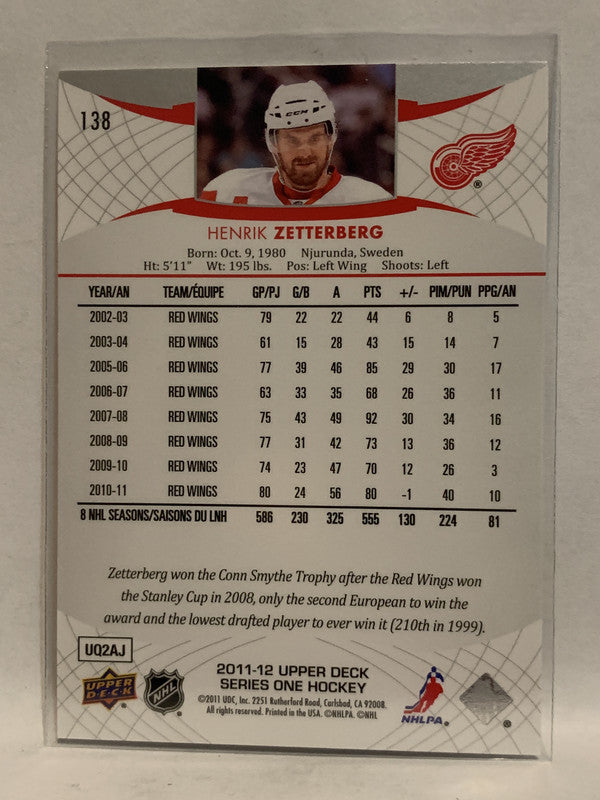 138
CCM
®
HENRIK ZETTERBERG
Born: Oct. 9, 1980 Njurunda, Sweden
Ht: 5'11" Wt: 195 lbs. Pos: Left Wing Shoots: Left
YEAR/AN TEAM/ÉQUIPE GP/PJ G/B A PTS +/- PIM/PUN PPG/AN
2002-03 RED WINGS 79 22 22 44 6 8 5
2003-04 RED WINGS 61 15 28 43 15 14 7
2005-06 RED WINGS 77 39 46 85 29 30 17
2006-07 RED WINGS 63 33 35 68 26 36 11
2007-08 RED WINGS 75 43 49 92 30 34 16
2008-09 RED WINGS 77 31 42 73 13 36 12
2009-10 RED WINGS 74 23 47 70 12 26 3
2010-11 RED WINGS 80 24 56 80 -1 40 10
8 NHL SEASONS/SAISONS DU LNH 586 230 325 555 130 224 81
Zetterberg won the Conn Smythe Trophy after the Red Wings won
the Stanley Cup in 2008, only the second European to win the
award and the lowest drafted player to ever win it (210th in 1999).
UQ2AJ
UPPER DECK
NHL
2011-12 UPPER DECK
SERIES ONE HOCKEY
©2011 UDC, Inc. 2251 Rutherford Road, Carlsbad, CA 92008.
All rights reserved. Printed in the USA. ©NHLPA. ©NHL
NHLPA
®